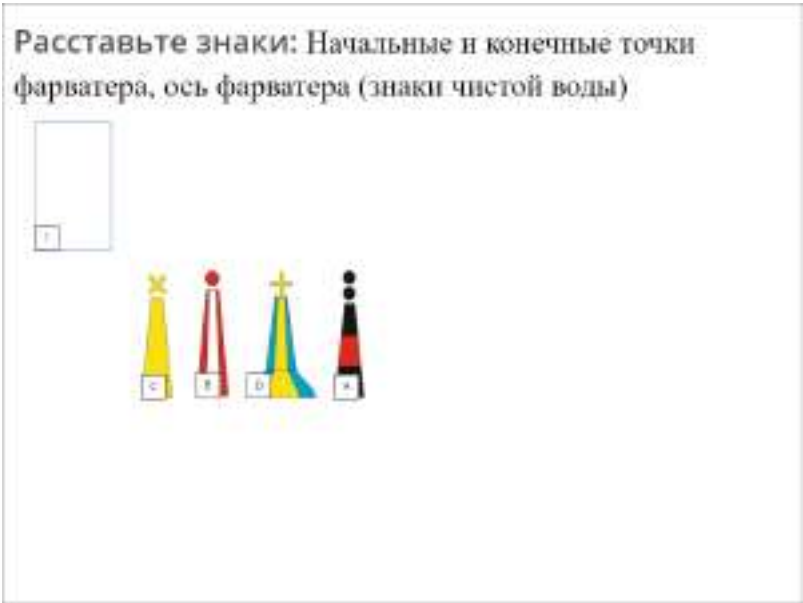 Расставьте знаки: Начальные и конечные точки
фарватера, ось фарватера (знаки чистой воды)
C B D A